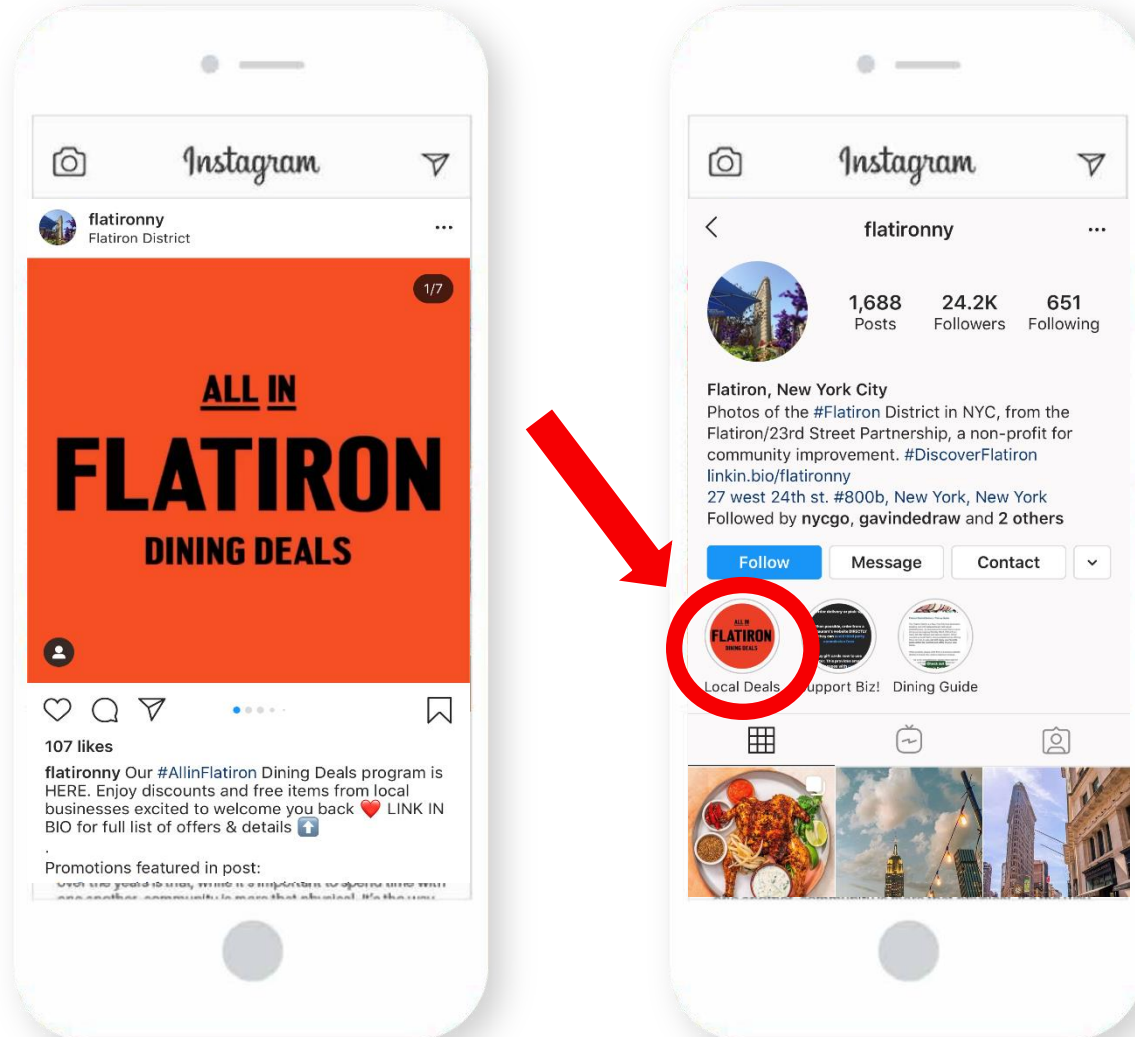 Instagram
flatironny
Flatiron District
1/7
ALL IN
FLATIRON
DINING DEALS
107 likes
flatironny Our #AllinFlatiron Dining Deals program is
HERE. Enjoy discounts and free items from local
businesses excited to welcome you back ❤️ LINK IN
BIO for full list of offers & details ⬆️
.
Promotions featured in post:
Instagram
flatironny
1,688 24.2K 651
Posts Followers Following
Flatiron, New York City
Photos of the #Flatiron District in NYC, from the
Flatiron/23rd Street Partnership, a non-profit for
community improvement. #DiscoverFlatiron
linkin.bio/flatironny
27 west 24th st. #800b, New York, New York
Followed by nycgo, gavindedraw and 2 others
Follow Message Contact
ALL IN
FLATIRON
DINING DEALS
Local Deals upport Biz! Dining Guide